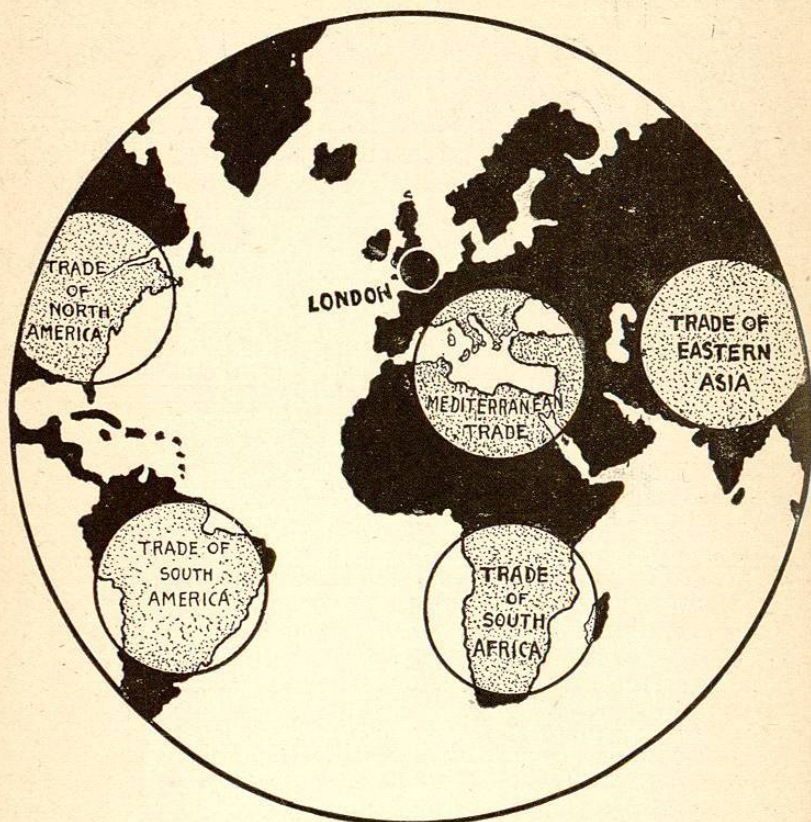 LONDON
TRADE
OF
NORTH
AMERICA
MEDITERRANEAN
TRADE
TRADE OF
EASTERN
ASIA
TRADE OF
SOUTH
AMERICA
TRADE
OF
SOUTH
AFRICA